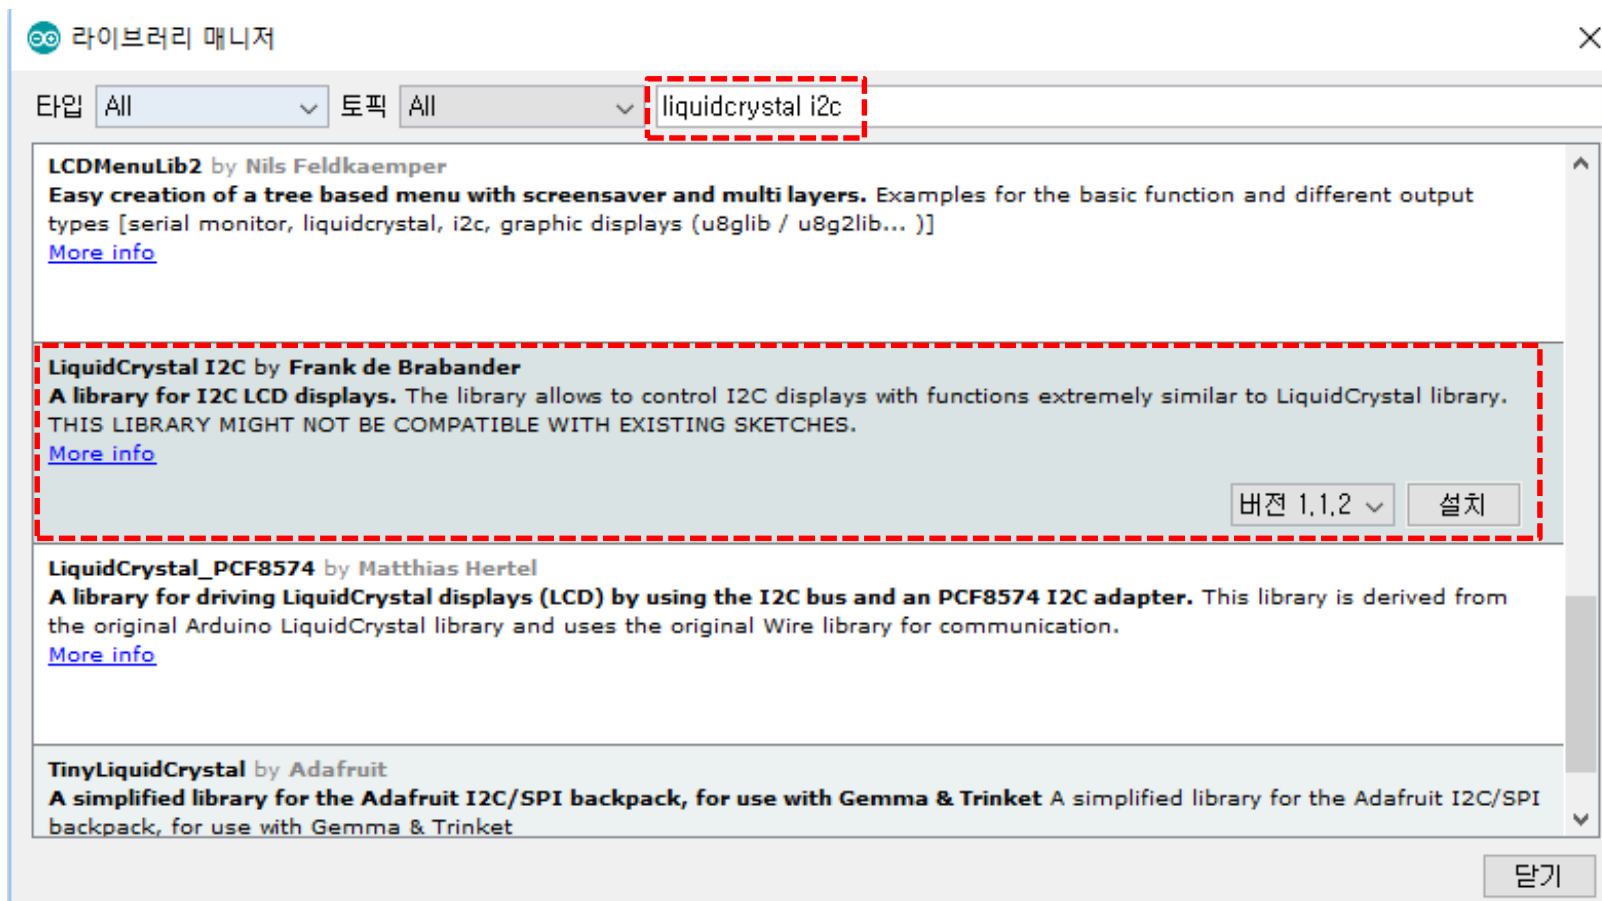 라이브러리 매니저
타입 All 토픽 All liquidcrystal i2c
LCDMenuLib2 by Nils Feldkaemper
Easy creation of a tree based menu with screensaver and multi layers. Examples for the basic function and different output
types [serial monitor, liquidcrystal, i2c, graphic displays (u8glib / u8g2lib... )]
More info
LiquidCrystal I2C by Frank de Brabander
A library for I2C LCD displays. The library allows to control I2C displays with functions extremely similar to LiquidCrystal library.
THIS LIBRARY MIGHT NOT BE COMPATIBLE WITH EXISTING SKETCHES.
More info
버전 1.1.2 설치
LiquidCrystal_PCF8574 by Matthias Hertel
A library for driving LiquidCrystal displays (LCD) by using the I2C bus and an PCF8574 I2C adapter. This library is derived from
the original Arduino LiquidCrystal library and uses the original Wire library for communication.
More info
TinyLiquidCrystal by Adafruit
A simplified library for the Adafruit I2C/SPI backpack, for use with Gemma & Trinket A simplified library for the Adafruit I2C/SPI
backpack, for use with Gemma & Trinket
닫기